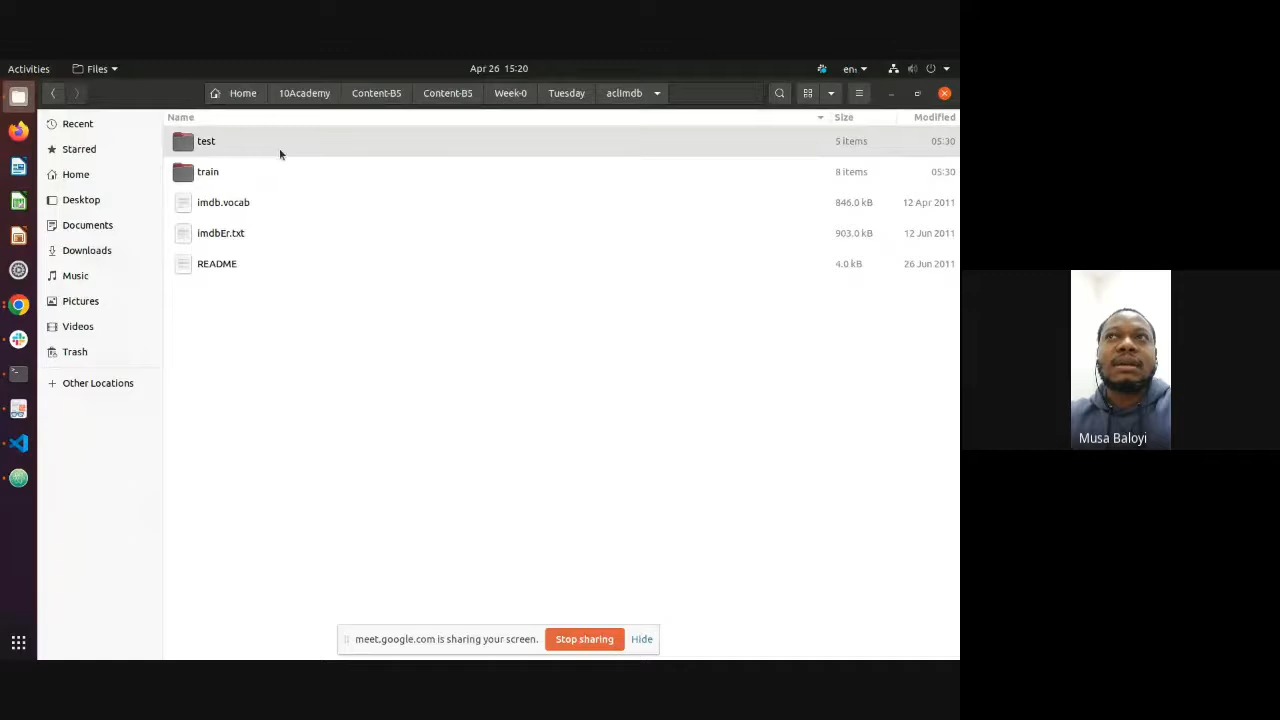 Activities Files Apr 26 15:20 en₁
Home 10Academy Content-B5 Content-B5 Week-0 Tuesday aclImdb
Name Size Modified
Recent
Starred
Home
Desktop
Documents
Downloads
Music
Pictures
Videos
Trash
+ Other Locations
test 5 items 05:30
train 8 items 05:30
imdb.vocab 846.0 kB 12 Apr 2011
imdbEr.txt 903.0 kB 12 Jun 2011
README 4.0 kB 26 Jun 2011
meet.google.com is sharing your screen. Stop sharing Hide
Musa Baloyi